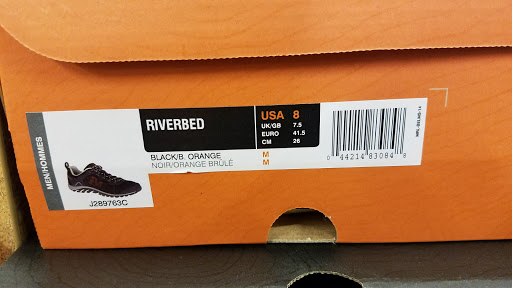 MEN/HOMMES
J289763C
RIVERBED
BLACK/B. ORANGE
NOIR/ORANGE BRÛLÉ
USA 8
UK/GB 7.5
EURO 41.5
CM 26
M
M
0 44214 83084 8